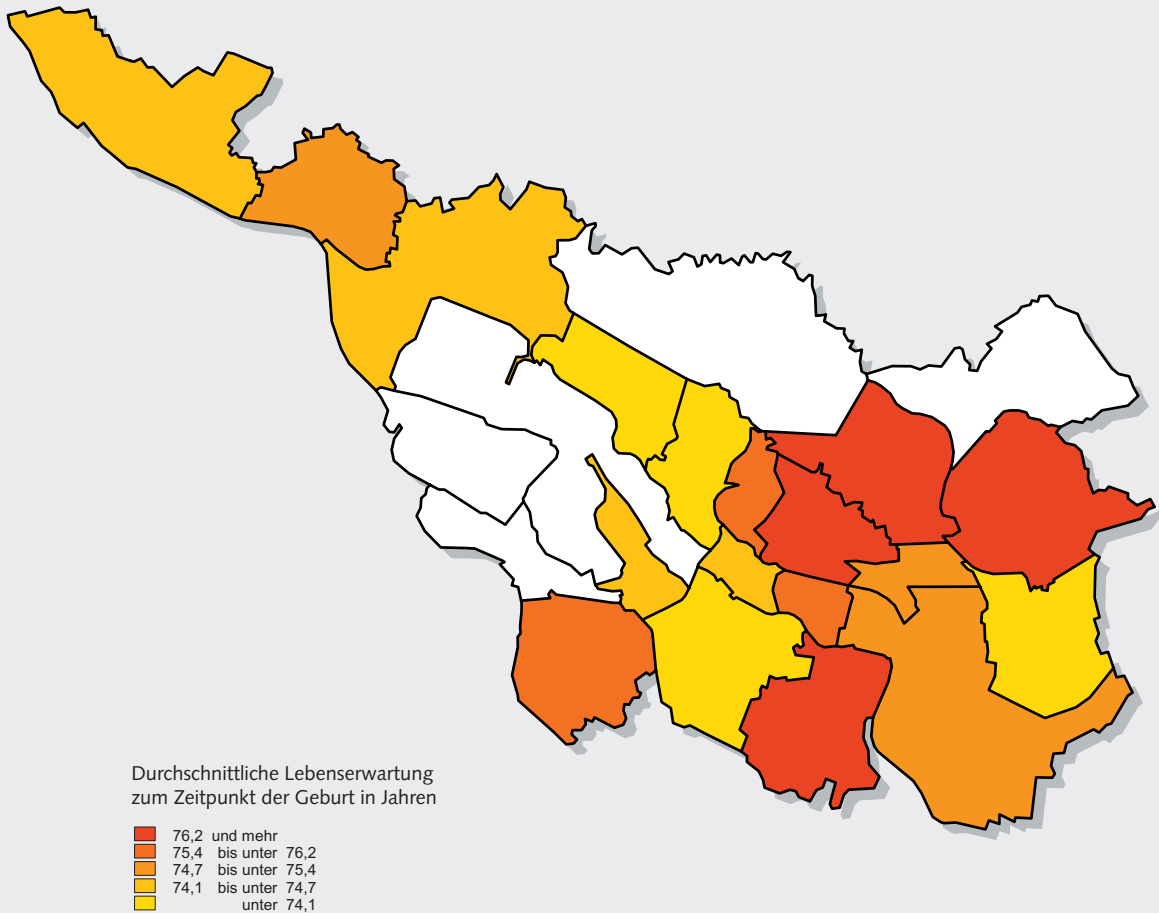 Durchschnittliche Lebenserwartung
zum Zeitpunkt der Geburt in Jahren
76,2 und mehr
75,4 bis unter 76,2
74,7 bis unter 75,4
74,1 bis unter 74,7
unter 74,1